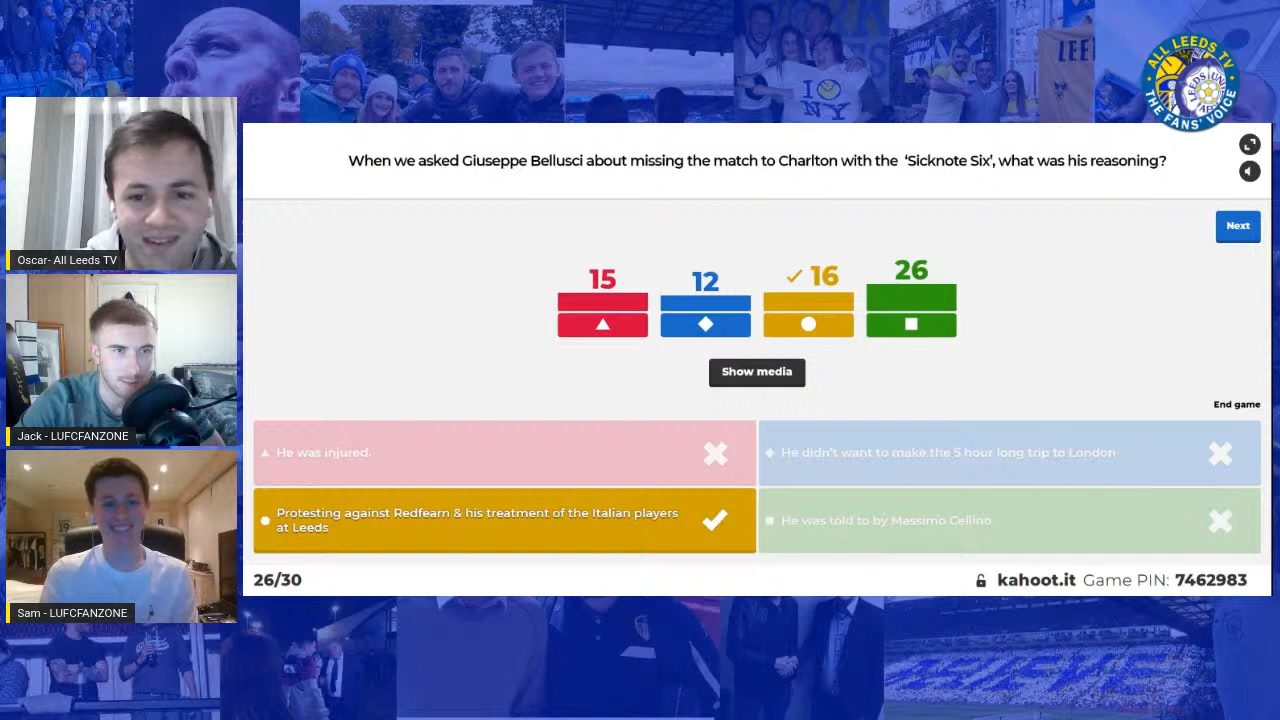 ALL LEEDS TV
THE FANS' VOICE
I
NY
LEE
When we asked Giuseppe Bellusci about missing the match to Charlton with the ‘Sicknote Six’, what was his reasoning?
Next
15
12
16
26
Show media
End game
He was injured.
He didn't want to make the 5 hour long trip to London
Protesting against Redfearn & his treatment of the Italian players
at Leeds
He was told to by Massimo Cellino
26/30
kahoot.it Game PIN: 7462983
Oscar- All Leeds TV
Jack - LUFCFANZONE
Sam - LUFCFANZONE